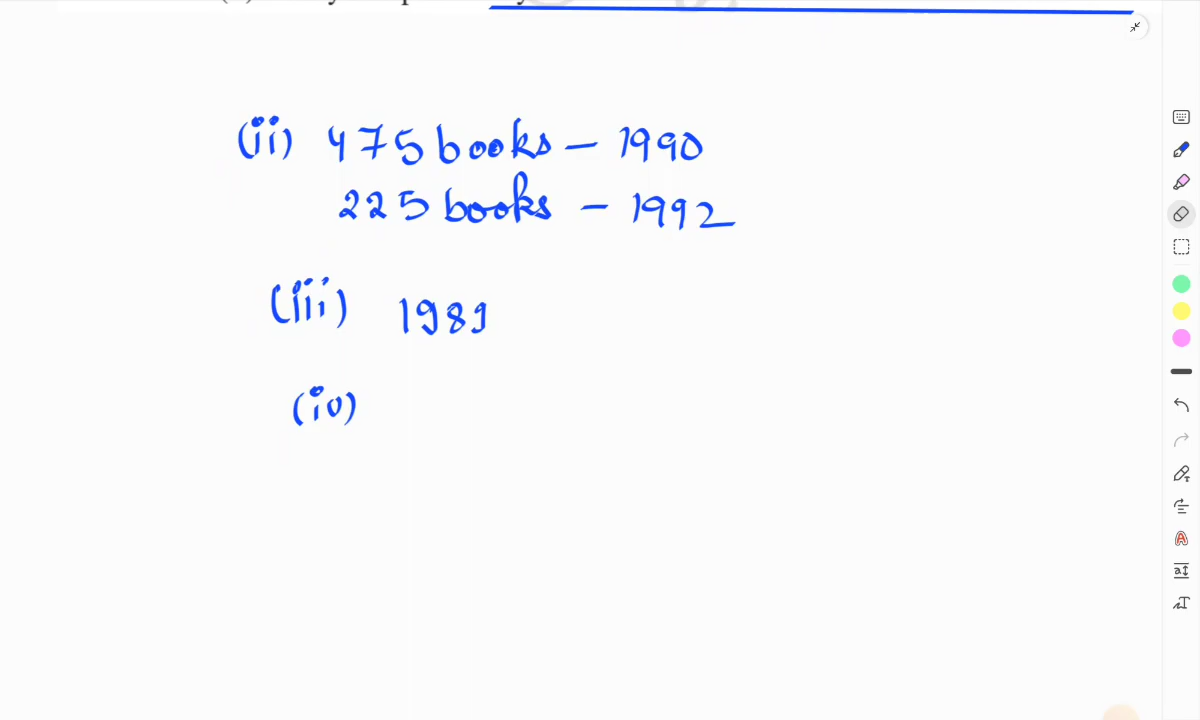 (ii) 475 books - 1990
225 books - 1992
(iii) 1989
(iv)